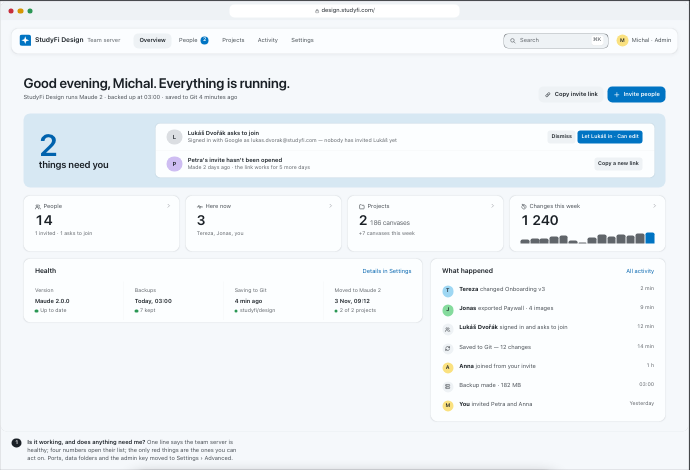 design.studyfi.com/
StudyFi Design Team server Overview People 2 Projects Activity Settings Search ⌘K M Michal · Admin
Good evening, Michal. Everything is running.
StudyFi Design runs Maude 2 · backed up at 03:00 · saved to Git 4 minutes ago
Copy invite link Invite people
2
things need you
L Lukáš Dvořák asks to join
Signed in with Google as lukas.dvorak@studyfi.com — nobody has invited Lukáš yet
Dismiss Let Lukáš in · Can edit
P Petra's invite hasn't been opened
Made 2 days ago · the link works for 5 more days
Copy a new link
People
14
1 invited · 1 asks to join
Here now
3
Tereza, Jonas, you
Projects
2 186 canvases
+7 canvases this week
Changes this week
1 240
Health Details in Settings
Version
Maude 2.0.0
Up to date
Backups
Today, 03:00
7 kept
Saving to Git
4 min ago
studyfi/design
Moved to Maude 2
3 Nov, 09:12
2 of 2 projects
What happened All activity
T Tereza changed Onboarding v3 2 min
J Jonas exported Paywall · 4 images 9 min
Lukáš Dvořák signed in and asks to join 12 min
Saved to Git — 12 changes 14 min
A Anna joined from your invite 1 h
Backup made · 182 MB 03:00
M You invited Petra and Anna Yesterday
1 Is it working, and does anything need me? One line says the team server is
healthy; four numbers open their list; the only red things are the ones you can
act on. Ports, data folders and the admin key moved to Settings › Advanced.